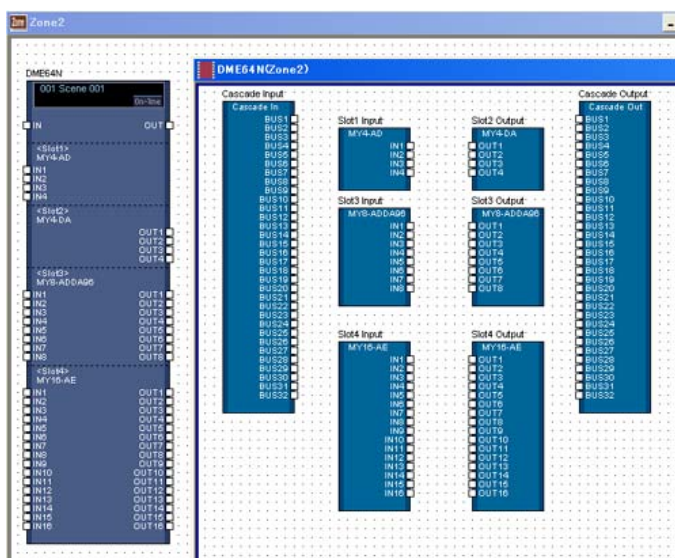 Zone Zone2
DME64N
001 Scene 001
On-line
IN OUT
<Slot1>
MY4-AD
IN1
IN2
IN3
IN4
<Slot2>
MY4-DA
OUT1
OUT2
OUT3
OUT4
<Slot3>
MY8-ADDA96
IN1 OUT1
IN2 OUT2
IN3 OUT3
IN4 OUT4
IN5 OUT5
IN6 OUT6
IN7 OUT7
IN8 OUT8
<Slot4>
MY16-AE
IN1 OUT1
IN2 OUT2
IN3 OUT3
IN4 OUT4
IN5 OUT5
IN6 OUT6
IN7 OUT7
IN8 OUT8
IN9 OUT9
IN10 OUT10
IN11 OUT11
IN12 OUT12
IN13 OUT13
IN14 OUT14
IN15 OUT15
IN16 OUT16
DME64N(Zone2)
Cascade Input
Cascade In
BUS1
BUS2
BUS3
BUS4
BUS5
BUS6
BUS7
BUS8
BUS9
BUS10
BUS11
BUS12
BUS13
BUS14
BUS15
BUS16
BUS17
BUS18
BUS19
BUS20
BUS21
BUS22
BUS23
BUS24
BUS25
BUS26
BUS27
BUS28
BUS29
BUS30
BUS31
BUS32
Slot1 Input
MY4-AD
IN1
IN2
IN3
IN4
Slot2 Output
MY4-DA
OUT1
OUT2
OUT3
OUT4
Slot3 Input
MY8-ADDA96
IN1
IN2
IN3
IN4
IN5
IN6
IN7
IN8
Slot3 Output
MY8-ADDA96
OUT1
OUT2
OUT3
OUT4
OUT5
OUT6
OUT7
OUT8
Slot4 Input
MY16-AE
IN1
IN2
IN3
IN4
IN5
IN6
IN7
IN8
IN9
IN10
IN11
IN12
IN13
IN14
IN15
IN16
Slot4 Output
MY16-AE
OUT1
OUT2
OUT3
OUT4
OUT5
OUT6
OUT7
OUT8
OUT9
OUT10
OUT11
OUT12
OUT13
OUT14
OUT15
OUT16
Cascade Output
Cascade Out
BUS1
BUS2
BUS3
BUS4
BUS5
BUS6
BUS7
BUS8
BUS9
BUS10
BUS11
BUS12
BUS13
BUS14
BUS15
BUS16
BUS17
BUS18
BUS19
BUS20
BUS21
BUS22
BUS23
BUS24
BUS25
BUS26
BUS27
BUS28
BUS29
BUS30
BUS31
BUS32